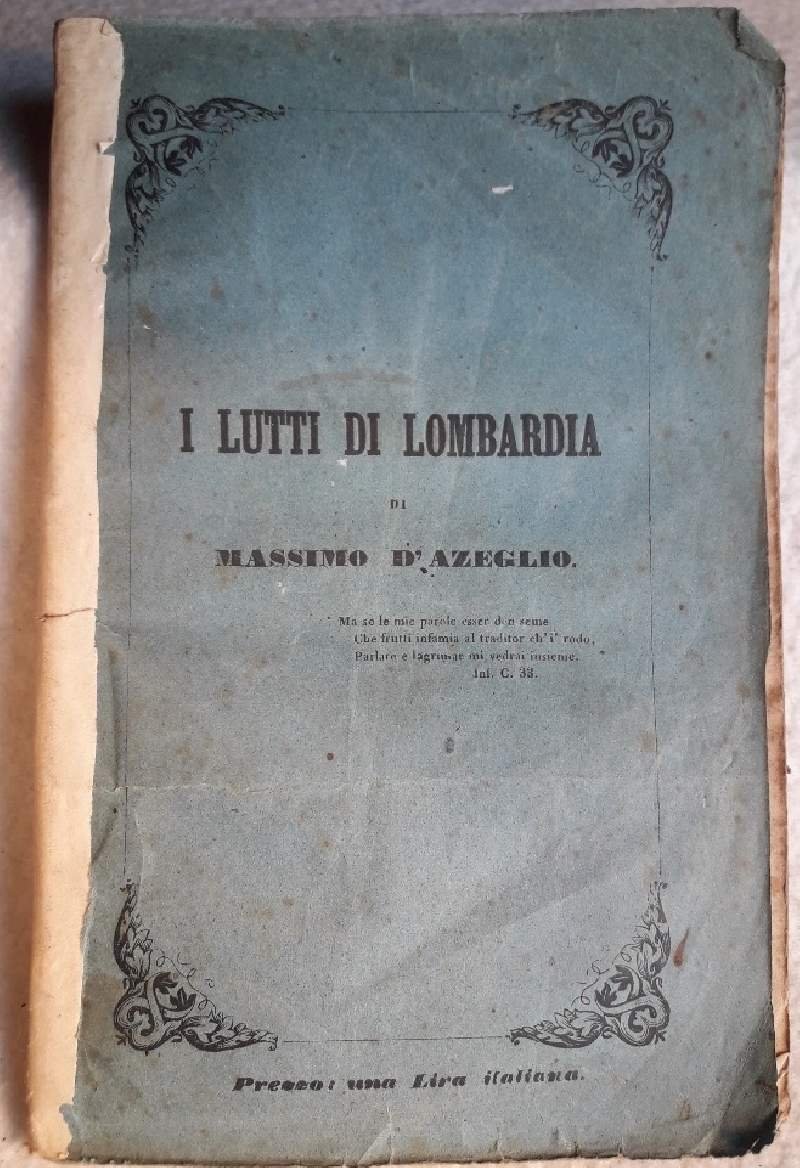 I LUTTI DI LOMBARDIA
DI
MASSIMO D'AZEGLIO.
Ma se le mie parole esser den seme
Che frutti infamia al traditor ch'i' rodo,
Parlare e lagrimar mi vedrai insieme.
Inf. C. 33.
Prezzo: una Lira italiana.